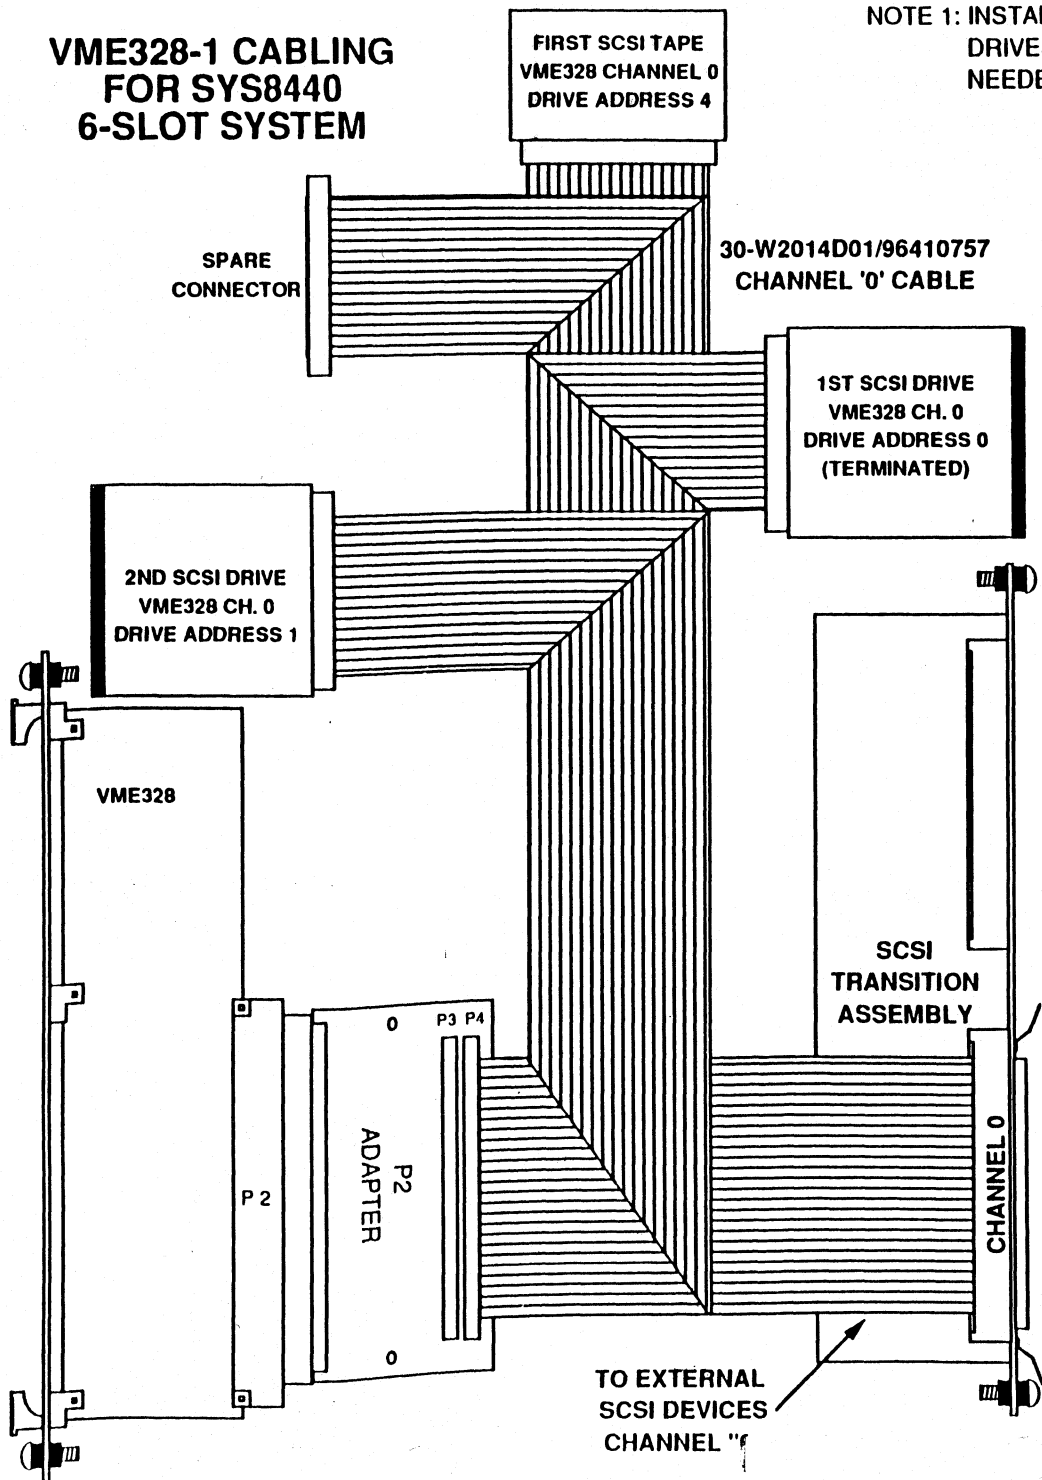 VME328-1 CABLING
FOR SYS8440
6-SLOT SYSTEM
FIRST SCSI TAPE
VME328 CHANNEL 0
DRIVE ADDRESS 4
NOTE 1:
SPARE
CONNECTOR
30-W2014D01/96410757
CHANNEL '0' CABLE
1ST SCSI DRIVE
VME328 CH. 0
DRIVE ADDRESS 0
(TERMINATED)
2ND SCSI DRIVE
VME328 CH. 0
DRIVE ADDRESS 1
VME328
SCSI
TRANSITION
ASSEMBLY
0
P3 P4
P2
ADAPTER
P 2
CHANNEL 0
0
TO EXTERNAL
SCSI DEVICES
CHANNEL